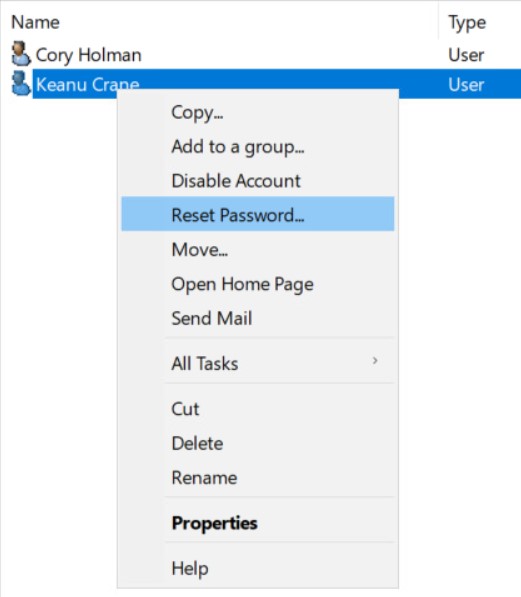 Name Type
Cory Holman User
Keanu Crane User
Copy...
Add to a group...
Disable Account
Reset Password...
Move...
Open Home Page
Send Mail
All Tasks
Cut
Delete
Rename
Properties
Help